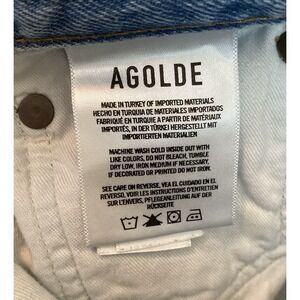 AGOLDE
MADE IN TURKEY OF IMPORTED MATERIALS
HECHO EN TURQUIA DE MATERIALES IMPORTADOS
FABRIQUÉ EN TURQUIE A PARTIR DE MATÉRIAUX
IMPORTÉS, IN DER TÜRKEI HERGESTELLT MIT
IMPORTIERTEN MATERIALIEN
MACHINE WASH COLD INSIDE OUT WITH
LIKE COLORS, DO NOT BLEACH, TUMBLE
DRY LOW, IRON MEDIUM IF NECESSARY,
IF DECORATED OR PRINTED DO NOT IRON.
SEE CARE ON REVERSE, VEA EL CUIDADO EN EL
REVERSO, VOIR LES INSTRUCTIONS D'ENTRETIEN
SUR L'ENVERS, PFLEGEANLEITUNG AUF DER
RÜCKSEITE